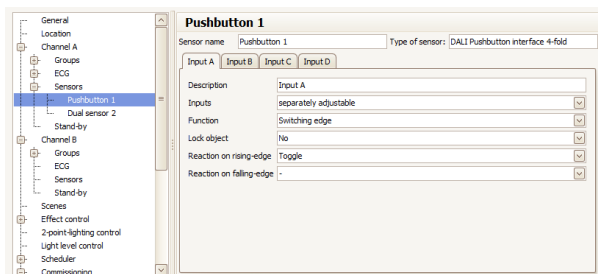 General
Location
Channel A
Groups
ECG
Sensors
Pushbutton 1
Dual sensor 2
Stand-by
Channel B
Groups
ECG
Sensors
Stand-by
Scenes
Effect control
2-point-lighting control
Light level control
Scheduler
Commissioning
Pushbutton 1
Sensor name Pushbutton 1 Type of sensor: DALI Pushbutton interface 4-fold
Input A Input B Input C Input D
Description Input A
Inputs separately adjustable
Function Switching edge
Lock object No
Reaction on rising-edge Toggle
Reaction on falling-edge -